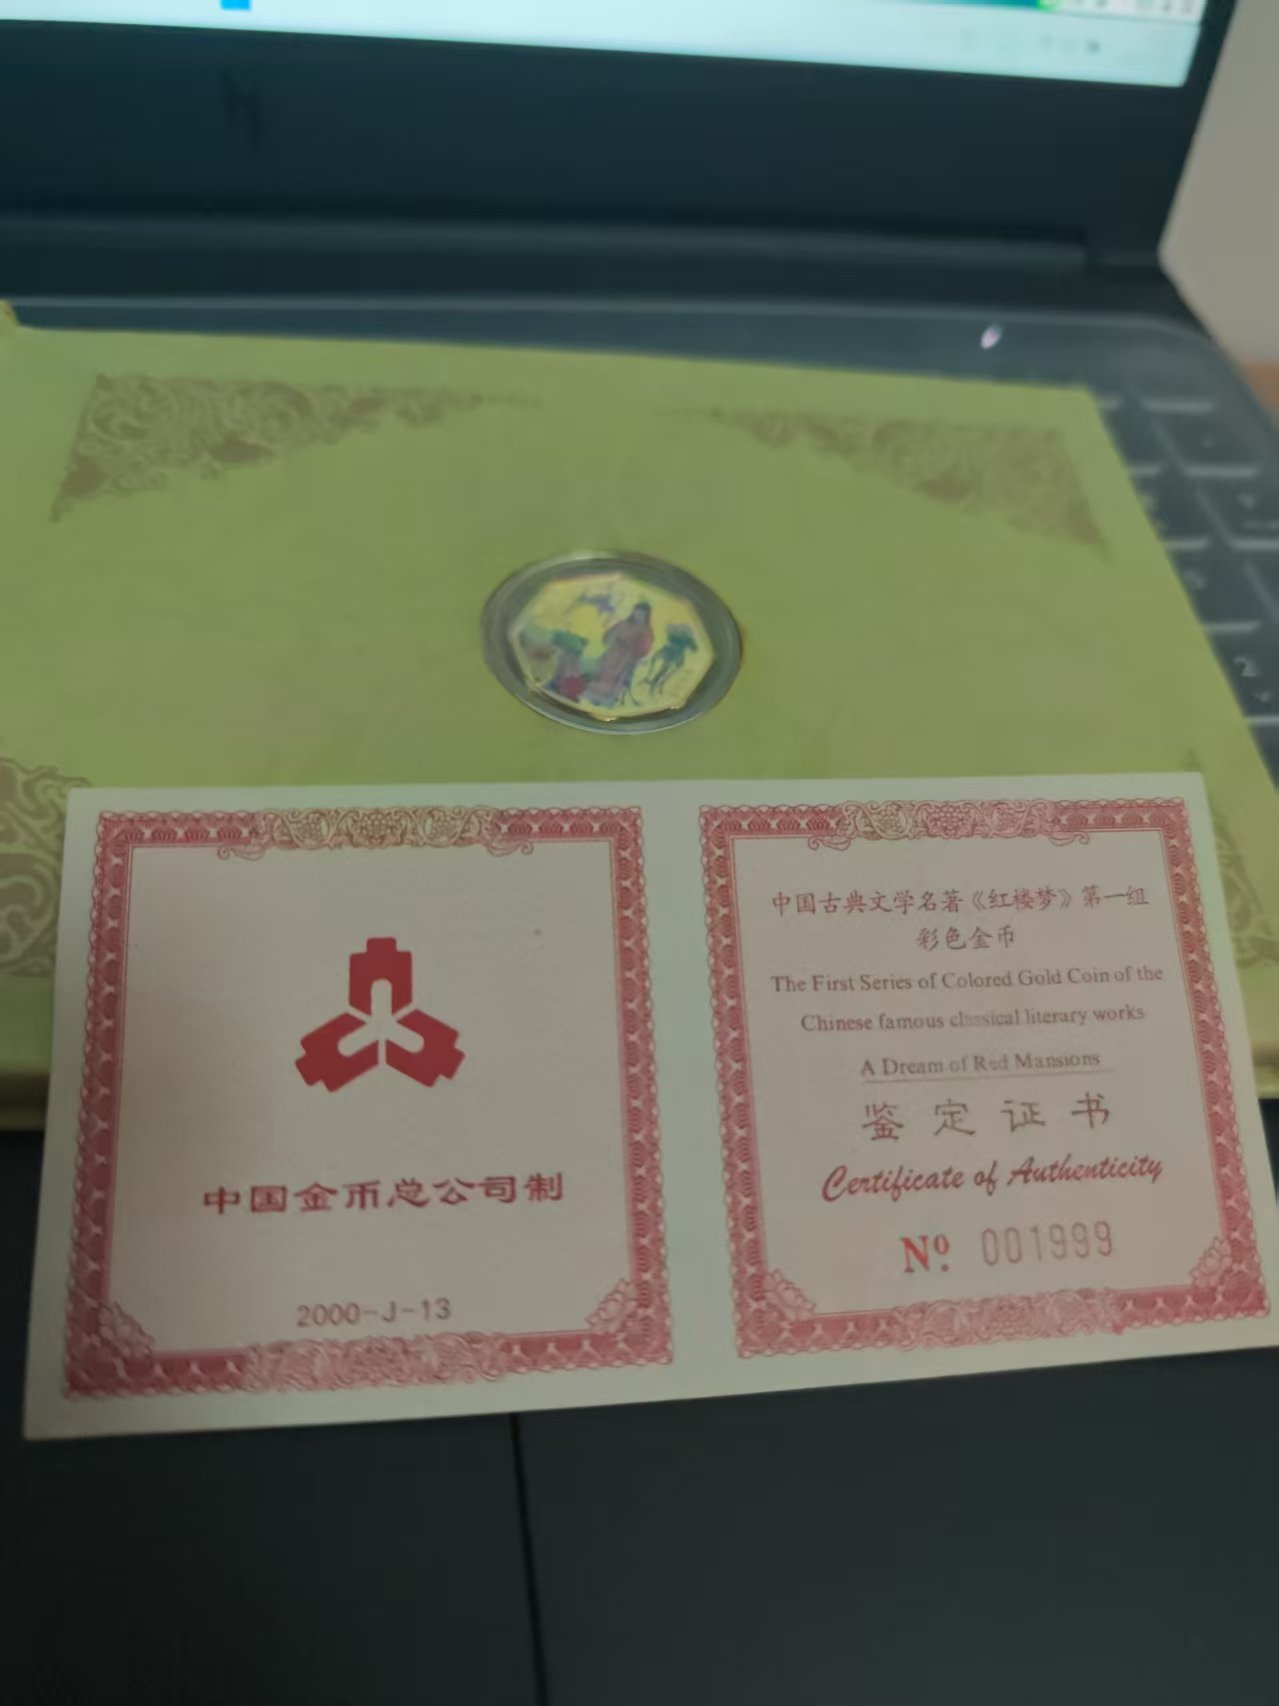 中国金币总公司制
2000-J-13
中国古典文学名著《红楼梦》第一组
彩色金币
The First Series of Colored Gold Coin of the
Chinese famous classical literary works
A Dream of Red Mansions
鉴定证书
Certificate of Authenticity
Nº. 001999
2